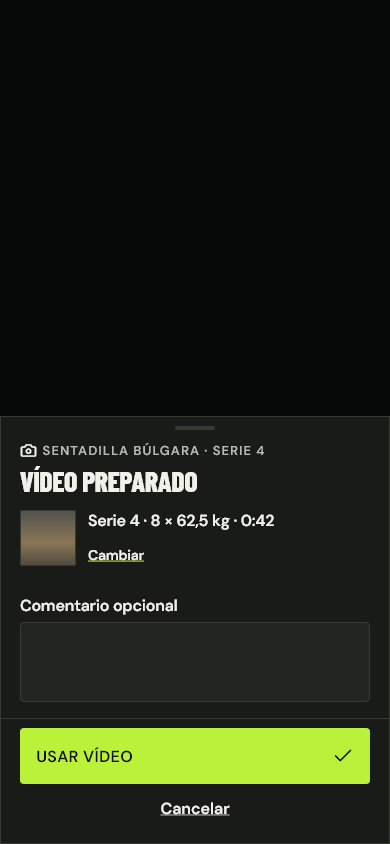 SENTADILLA BÚLGARA · SERIE 4
VÍDEO PREPARADO
Serie 4 · 8 × 62,5 kg · 0:42
Cambiar
Comentario opcional
USAR VÍDEO
Cancelar